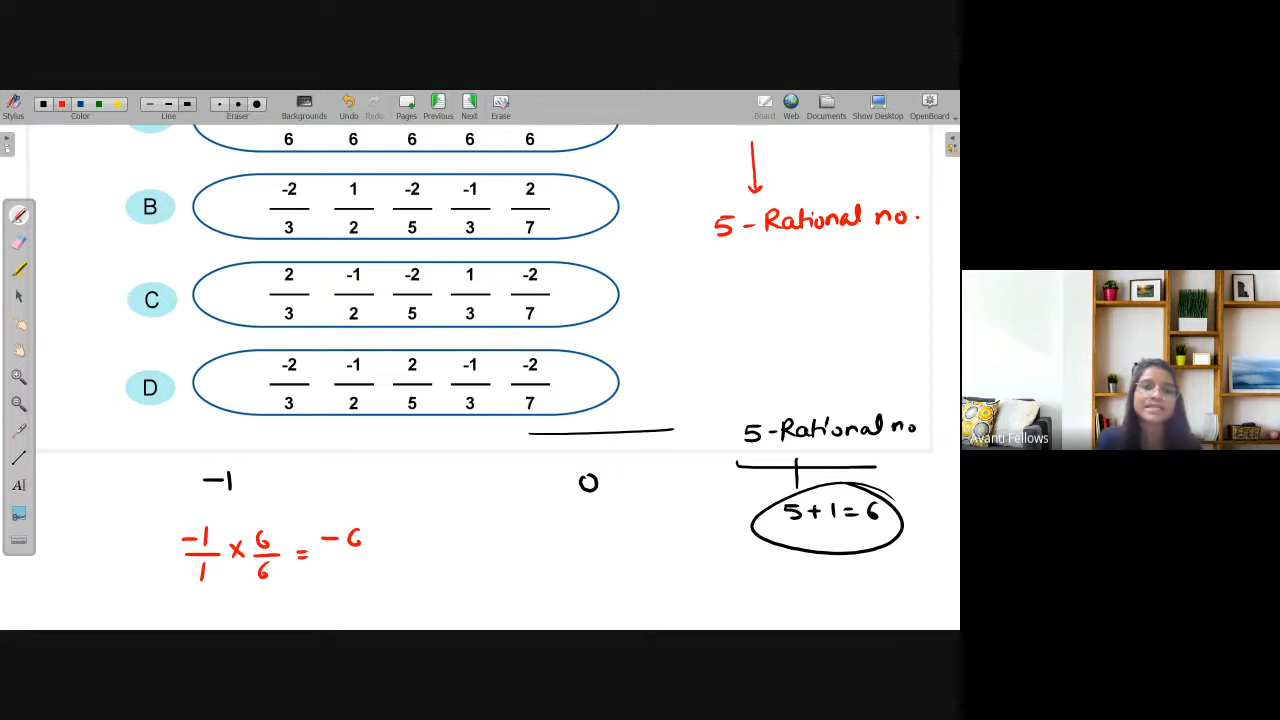 Stylus
Color
Line
Eraser
Backgrounds
Undo
Redo
Pages
Previous
Next
Erase
Board
Web
Documents
Show Desktop
OpenBoard
6 6 6 6 6
B
-2 1 -2 -1 2
3 2 5 3 7
C
2 -1 -2 1 -2
3 2 5 3 7
D
-2 -1 2 -1 -2
3 2 5 3 7
5 - Rational no.
5 - Rational no
5 + 1 = 6
-1 0
-1/1 × 6/6 = -6
Avanti Fellows